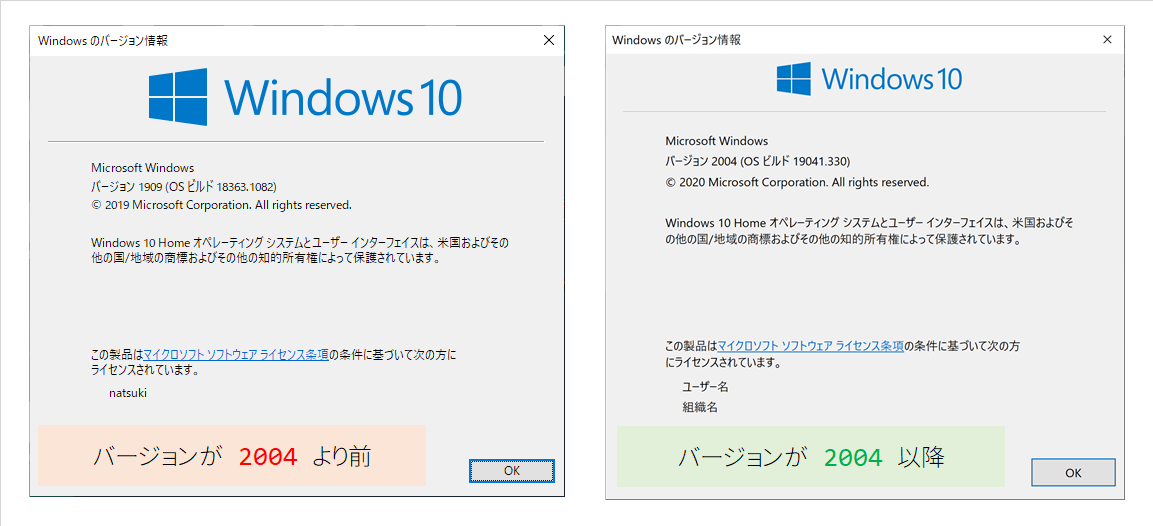 Windows のバージョン情報
Windows 10
Microsoft Windows
バージョン 1909 (OS ビルド 18363.1082)
© 2019 Microsoft Corporation. All rights reserved.
Windows 10 Home オペレーティング システムとユーザー インターフェイスは、米国およびその
他の国/地域の商標およびその他の知的所有権によって保護されています。
この製品はマイクロソフト ソフトウェア ライセンス条項の条件に基づいて次の方に
ライセンスされています。
natsuki
バージョンが 2004 より前
OK
Windows のバージョン情報
Windows 10
Microsoft Windows
バージョン 2004 (OS ビルド 19041.330)
© 2020 Microsoft Corporation. All rights reserved.
Windows 10 Home オペレーティング システムとユーザー インターフェイスは、米国およびそ
の他の国/地域の商標およびその他の知的所有権によって保護されています。
この製品はマイクロソフト ソフトウェア ライセンス条項の条件に基づいて次の方
にライセンスされています。
ユーザー名
組織名
バージョンが 2004 以降
OK